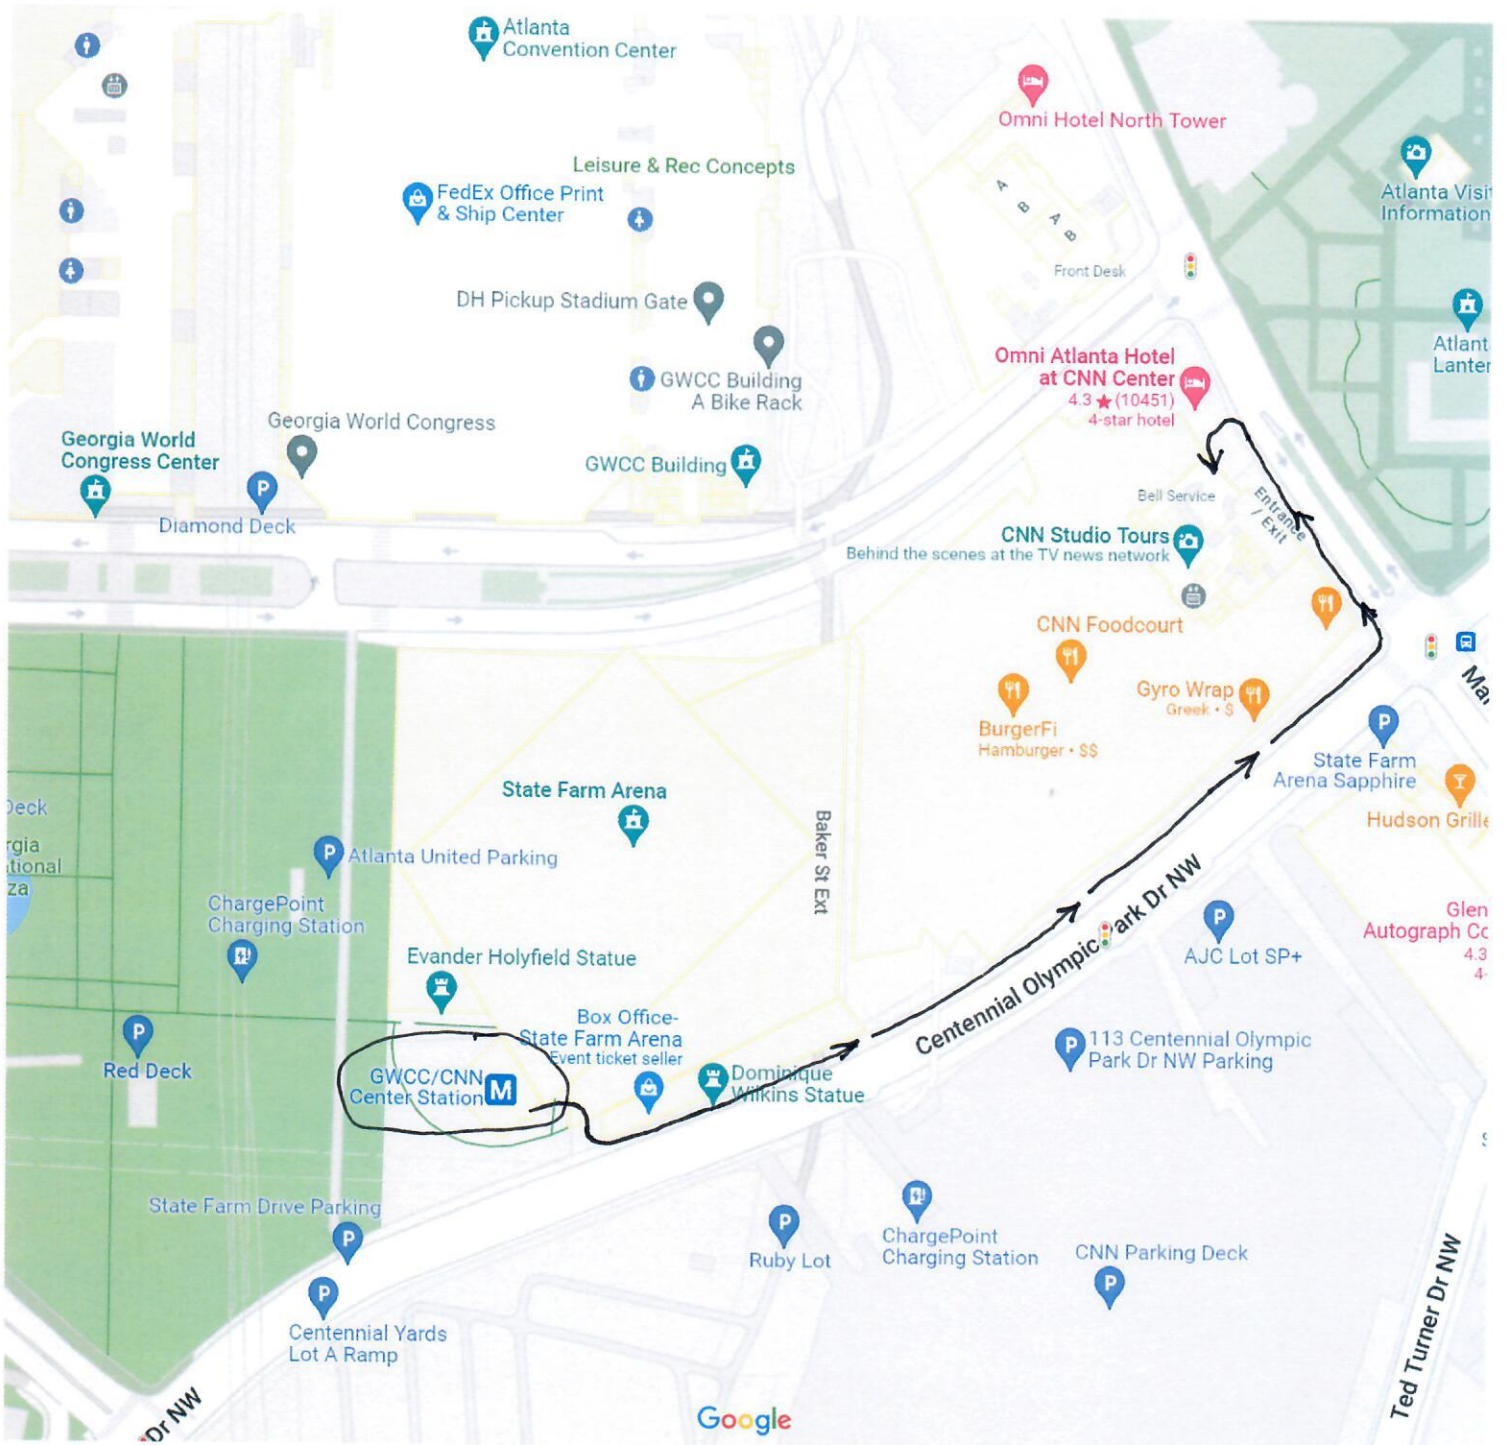 Atlanta
Convention Center
Omni Hotel North Tower
Leisure & Rec Concepts
FedEx Office Print
& Ship Center
Atlanta Visit
Information
A
B
A
B
Front Desk
DH Pickup Stadium Gate
Atlant
Lanter
Omni Atlanta Hotel
at CNN Center
4.3★(10451)
4-star hotel
GWCC Building
A Bike Rack
Georgia World Congress
Georgia World
Congress Center
P
GWCC Building
Bell Service
Entrance
/ Exit
Diamond Deck
CNN Studio Tours
Behind the scenes at the TV news network
CNN Foodcourt
Gyro Wrap
Greek • $
Ma
BurgerFi
Hamburger • $$
P
State Farm
Arena Sapphire
State Farm Arena
Deck
Hudson Grille
Baker St Ext
rgia
ational
za
P
Atlanta United Parking
ChargePoint
Charging Station
P
AJC Lot SP+
Glen
Autograph Co
4.3
4-
Evander Holyfield Statue
Centennial Olympic Park Dr NW
P
Red Deck
Box Office-
State Farm Arena
Event ticket seller
P
113 Centennial Olympic
Park Dr NW Parking
GWCC/CNN
Center Station
M
Dominique
Wilkins Statue
State Farm Drive Parking
P
P
Ruby Lot
ChargePoint
Charging Station
CNN Parking Deck
P
P
Centennial Yards
Lot A Ramp
Ted Turner Dr NW
Dr NW
Google